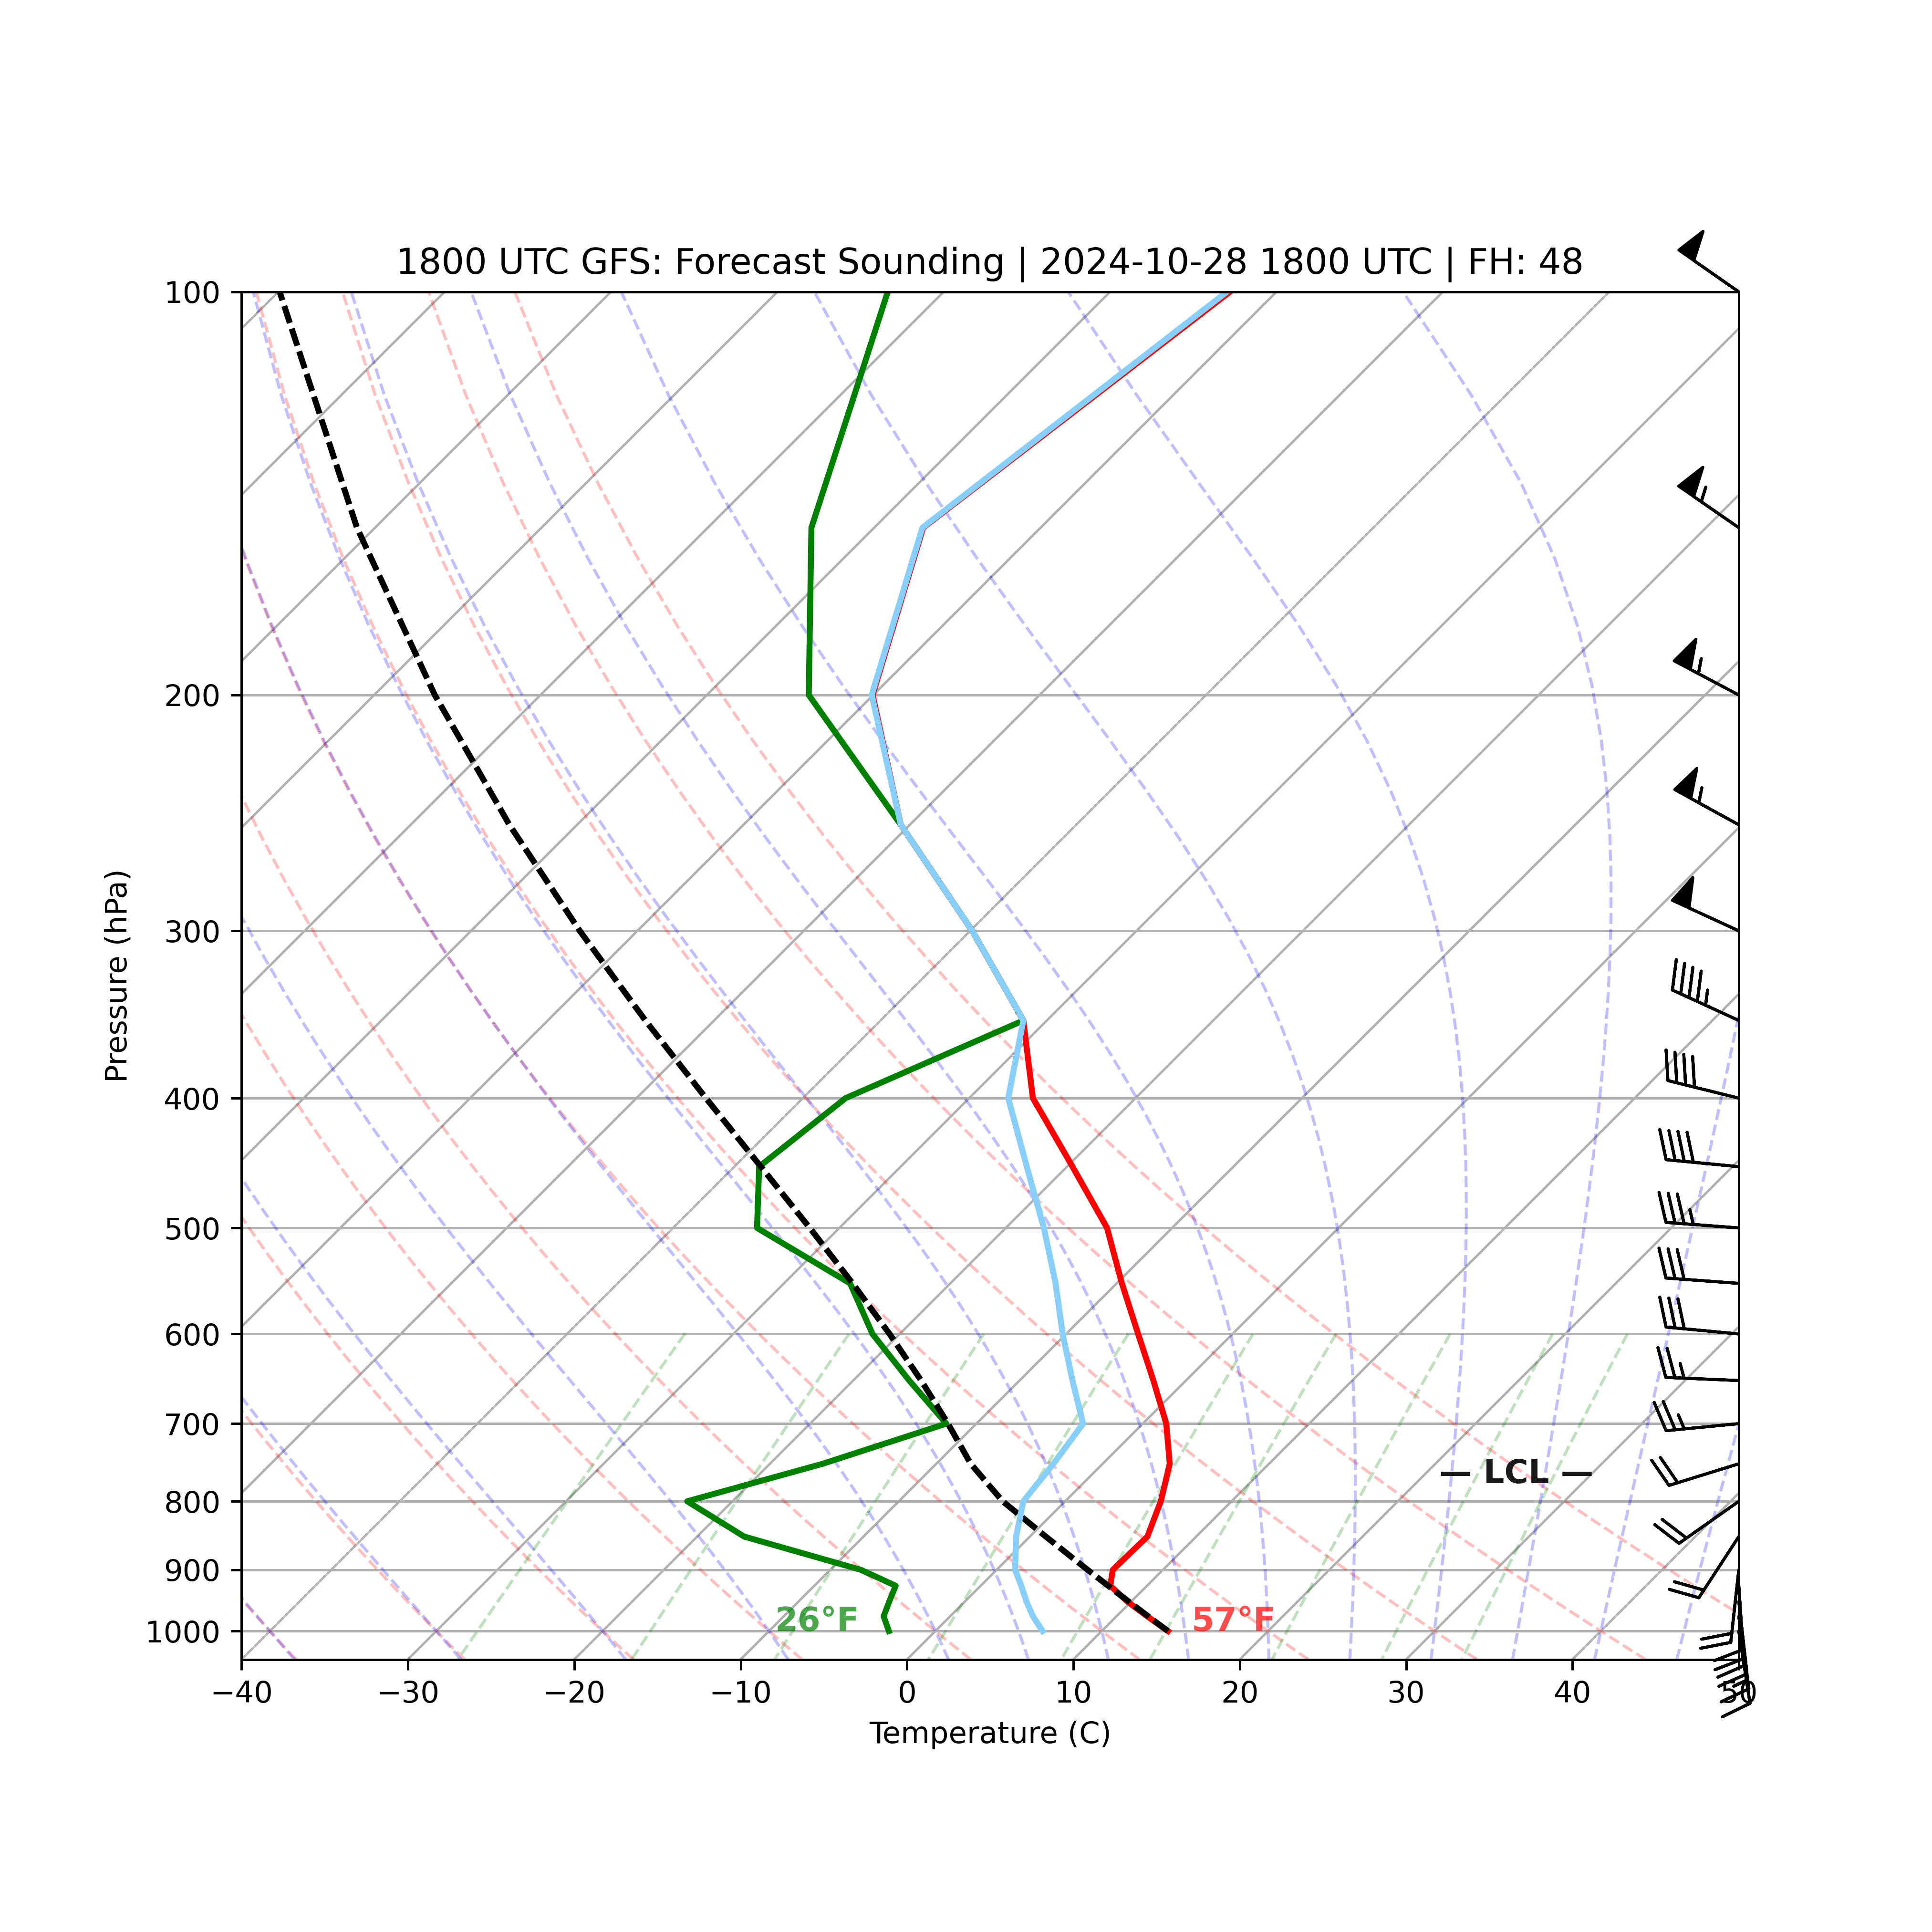 1800 UTC GFS: Forecast Sounding | 2024-10-28 1800 UTC | FH: 48
100
200
300
400
500
600
700
800
900
1000
Pressure (hPa)
— LCL —
26°F
57°F
−40 −30 −20 −10 0 10 20 30 40 50
Temperature (C)